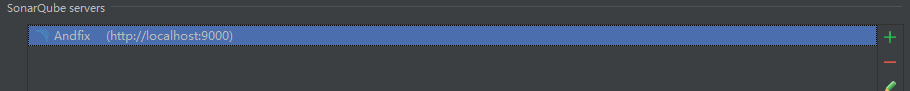 SonarQube servers
Andfix (http://localhost:9000)